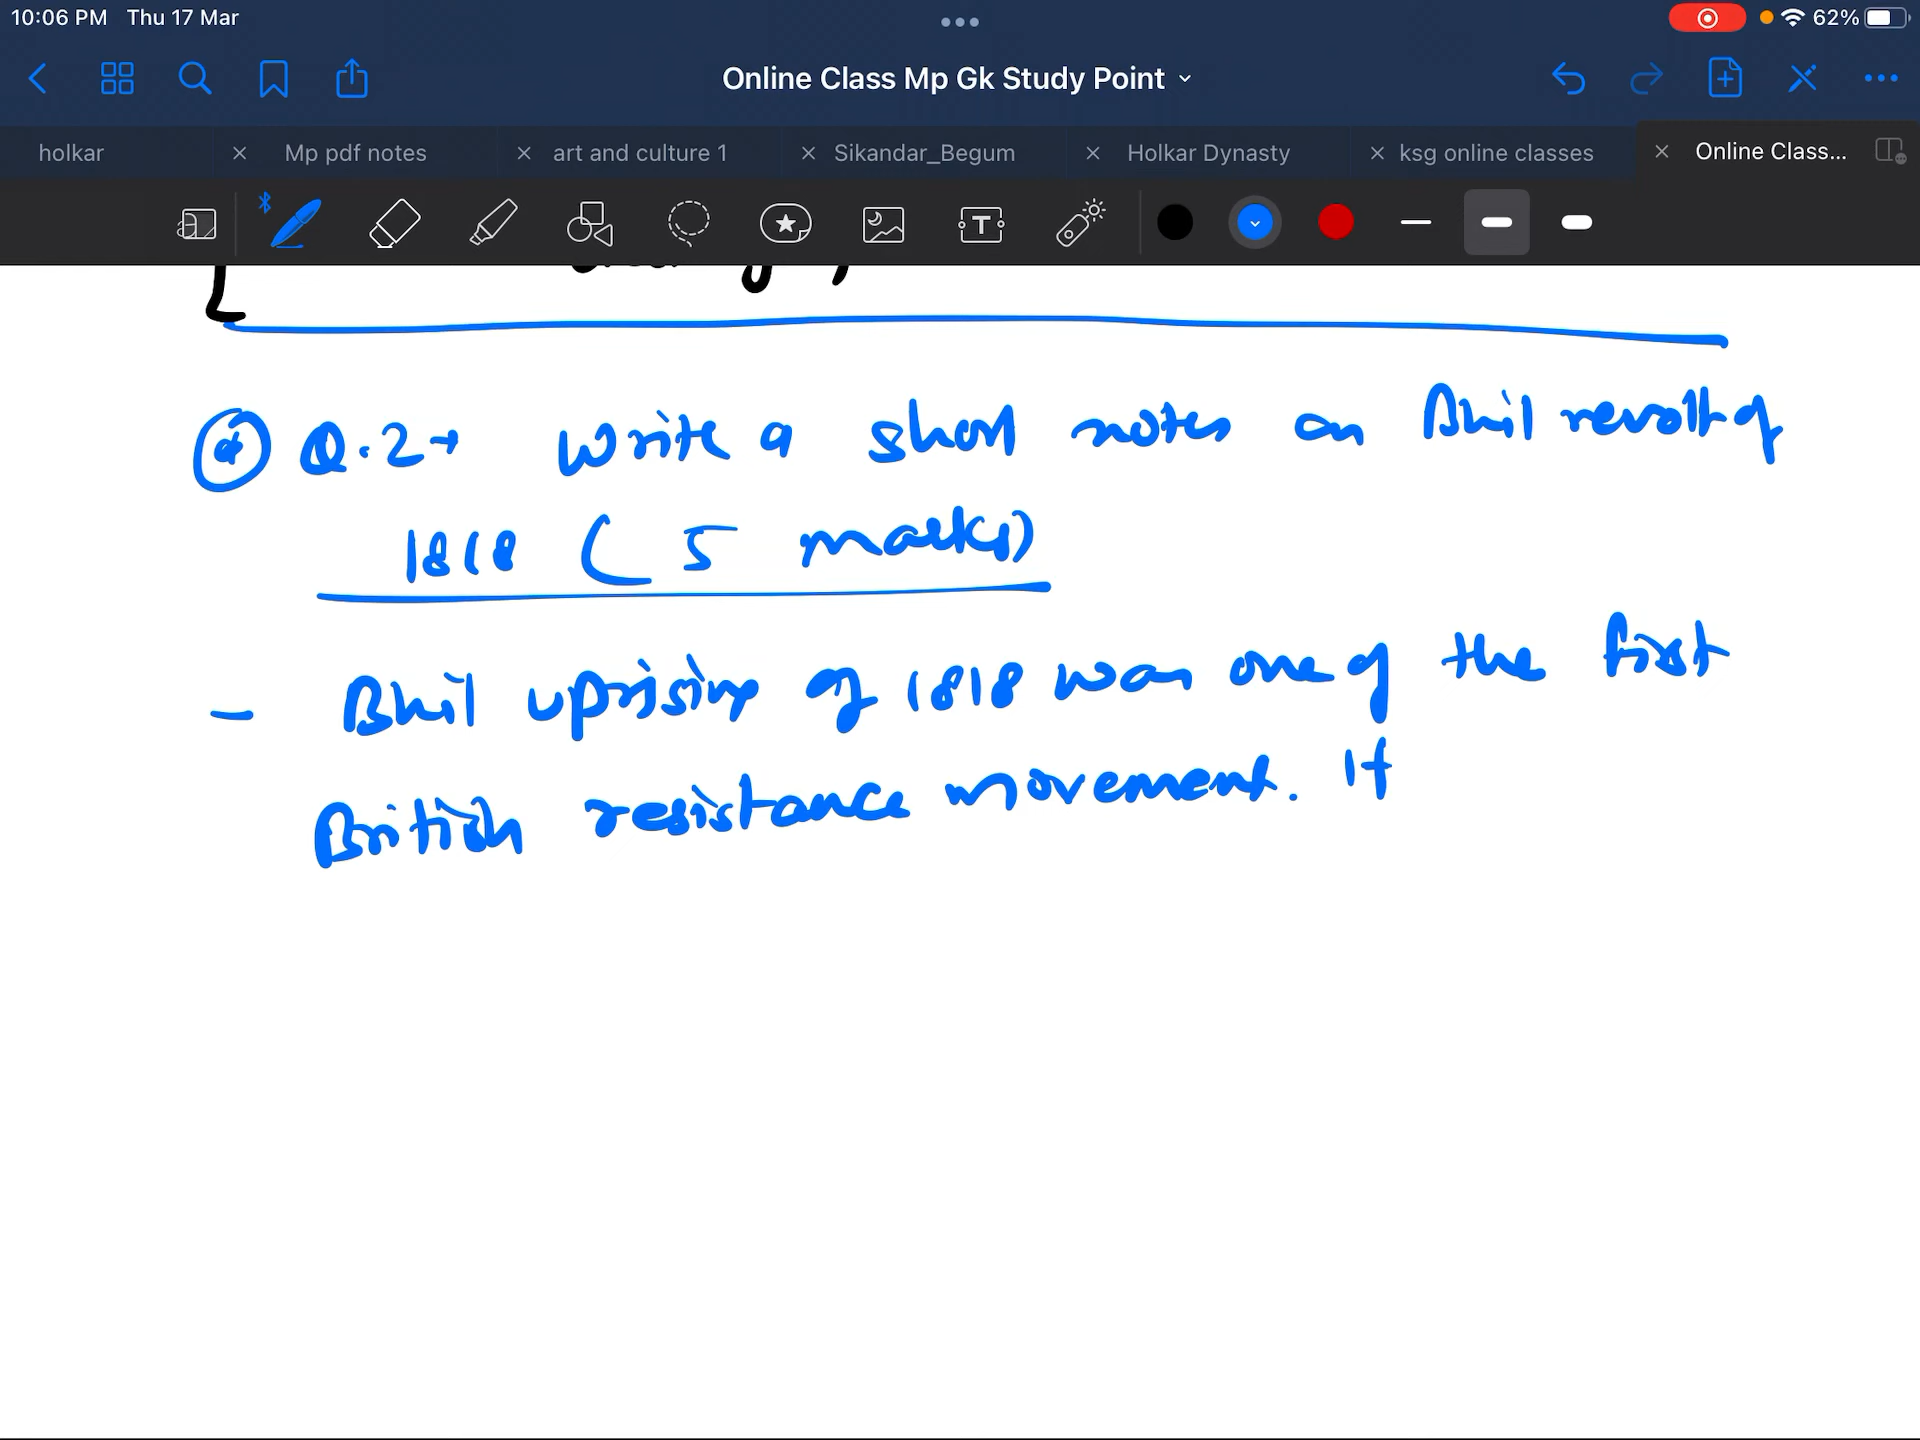 10:06 PM Thu 17 Mar 62%
Online Class Mp Gk Study Point
holkar Mp pdf notes art and culture 1 Sikandar_Begum Holkar Dynasty ksg online classes Online Class...
T
Q.2→ Write a short notes on Bhil revolt of
1818 (5 marks)
- Bhil uprising of 1818 was one of the first
British resistance movement. It